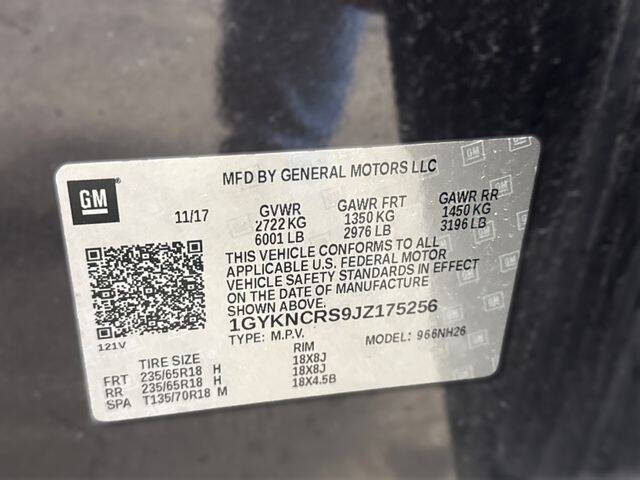 MFD BY GENERAL MOTORS LLC
GM®
11/17
GVWR GAWR FRT GAWR RR
2722 KG 1350 KG 1450 KG
6001 LB 2976 LB 3196 LB
THIS VEHICLE CONFORMS TO ALL
APPLICABLE U.S. FEDERAL MOTOR
VEHICLE SAFETY STANDARDS IN EFFECT
ON THE DATE OF MANUFACTURE
SHOWN ABOVE.
1GYKNCRS9JZ175256
TYPE: M.P.V. MODEL: 966NH26
121V
TIRE SIZE RIM
FRT 235/65R18 H 18X8J
RR 235/65R18 H 18X8J
SPA T135/70R18 M 18X4.5B